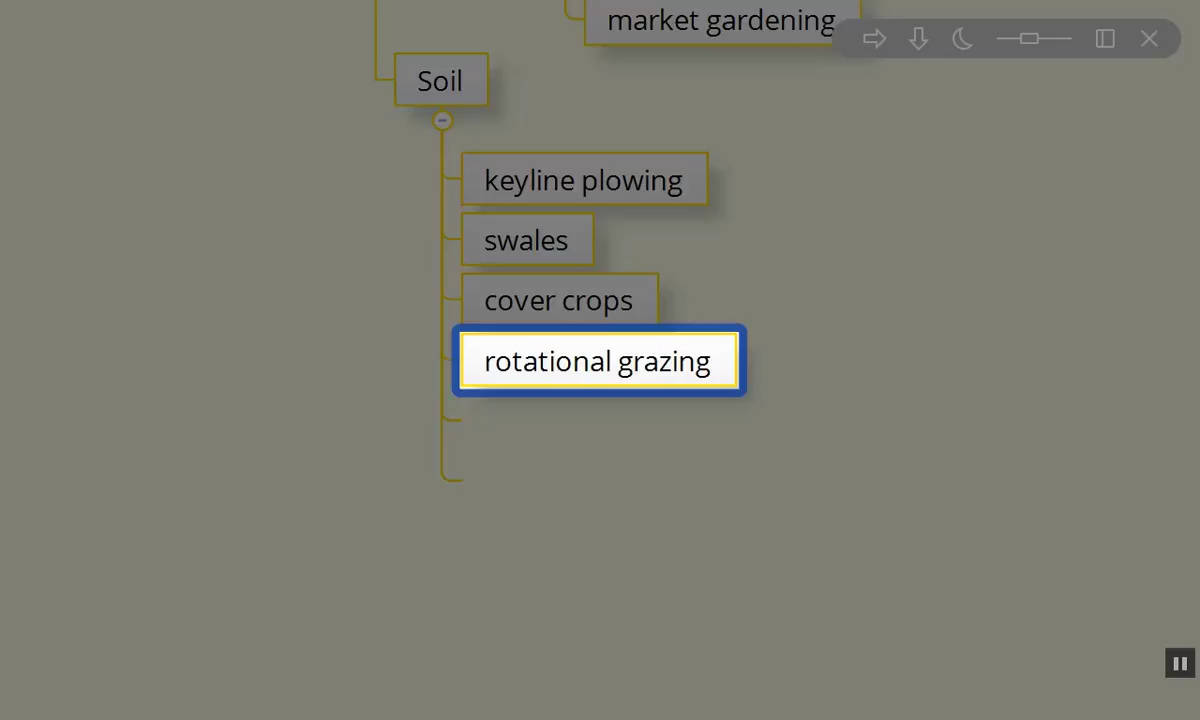 market gardening
Soil
keyline plowing
swales
cover crops
rotational grazing